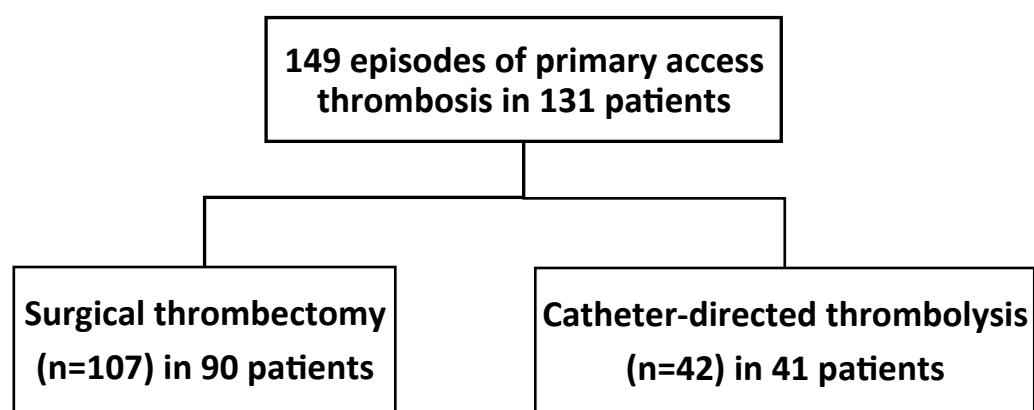 149 episodes of primary access
thrombosis in 131 patients
Surgical thrombectomy
(n=107) in 90 patients
Catheter-directed thrombolysis
(n=42) in 41 patients